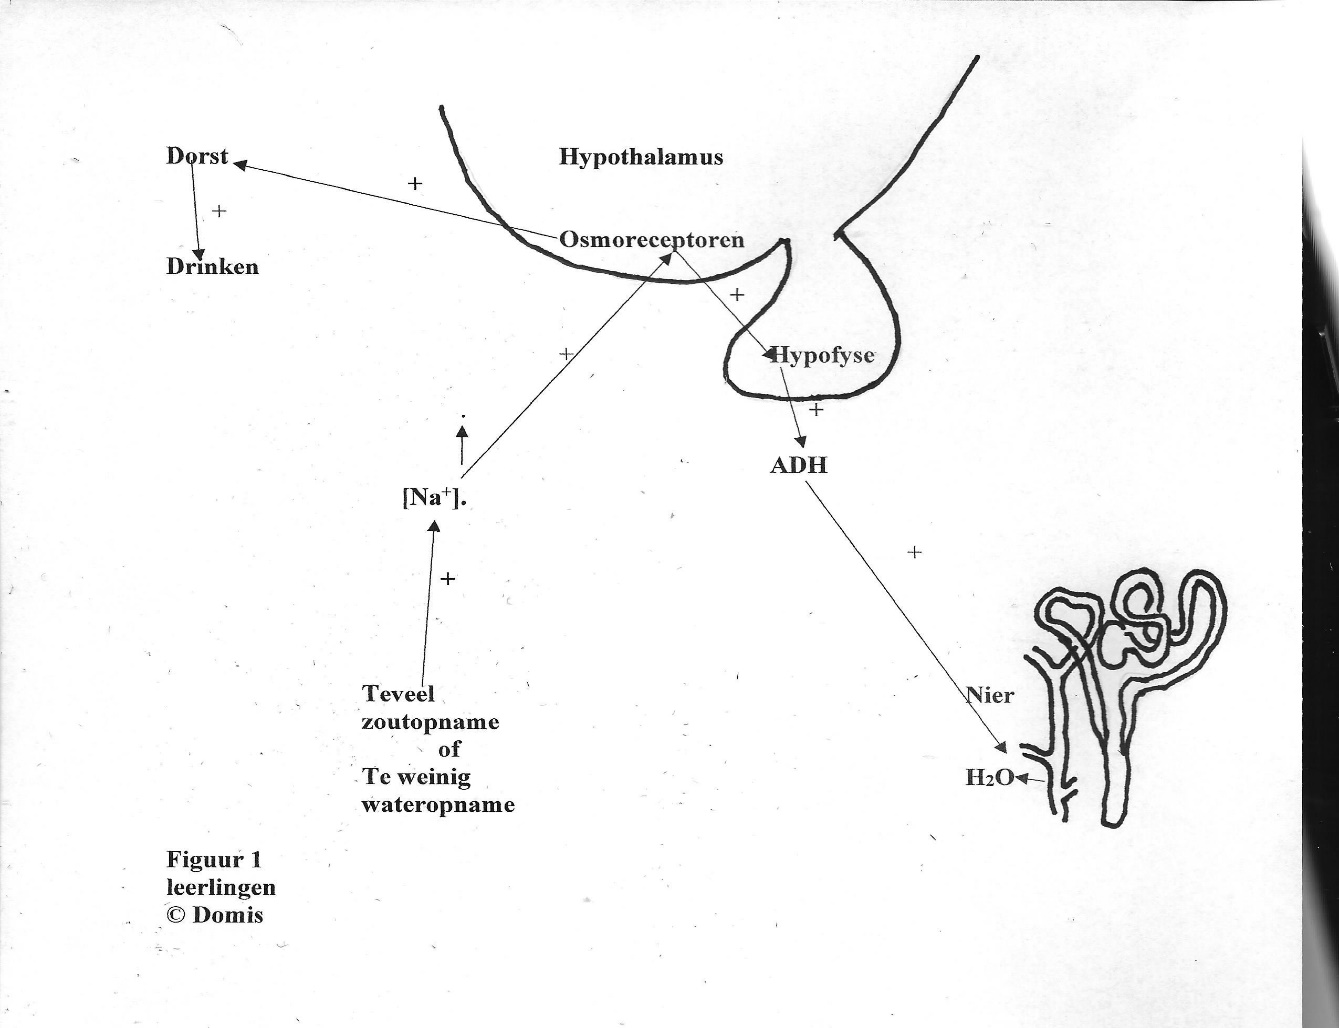 Dorst
+
+
Drinken
Hypothalamus
Osmoreceptoren
+
Hypofyse
+
+
ADH
[Na⁺].
+
+
Teveel
zoutopname
of
Te weinig
wateropname
Nier
H₂O
Figuur 1
leerlingen
© Domis